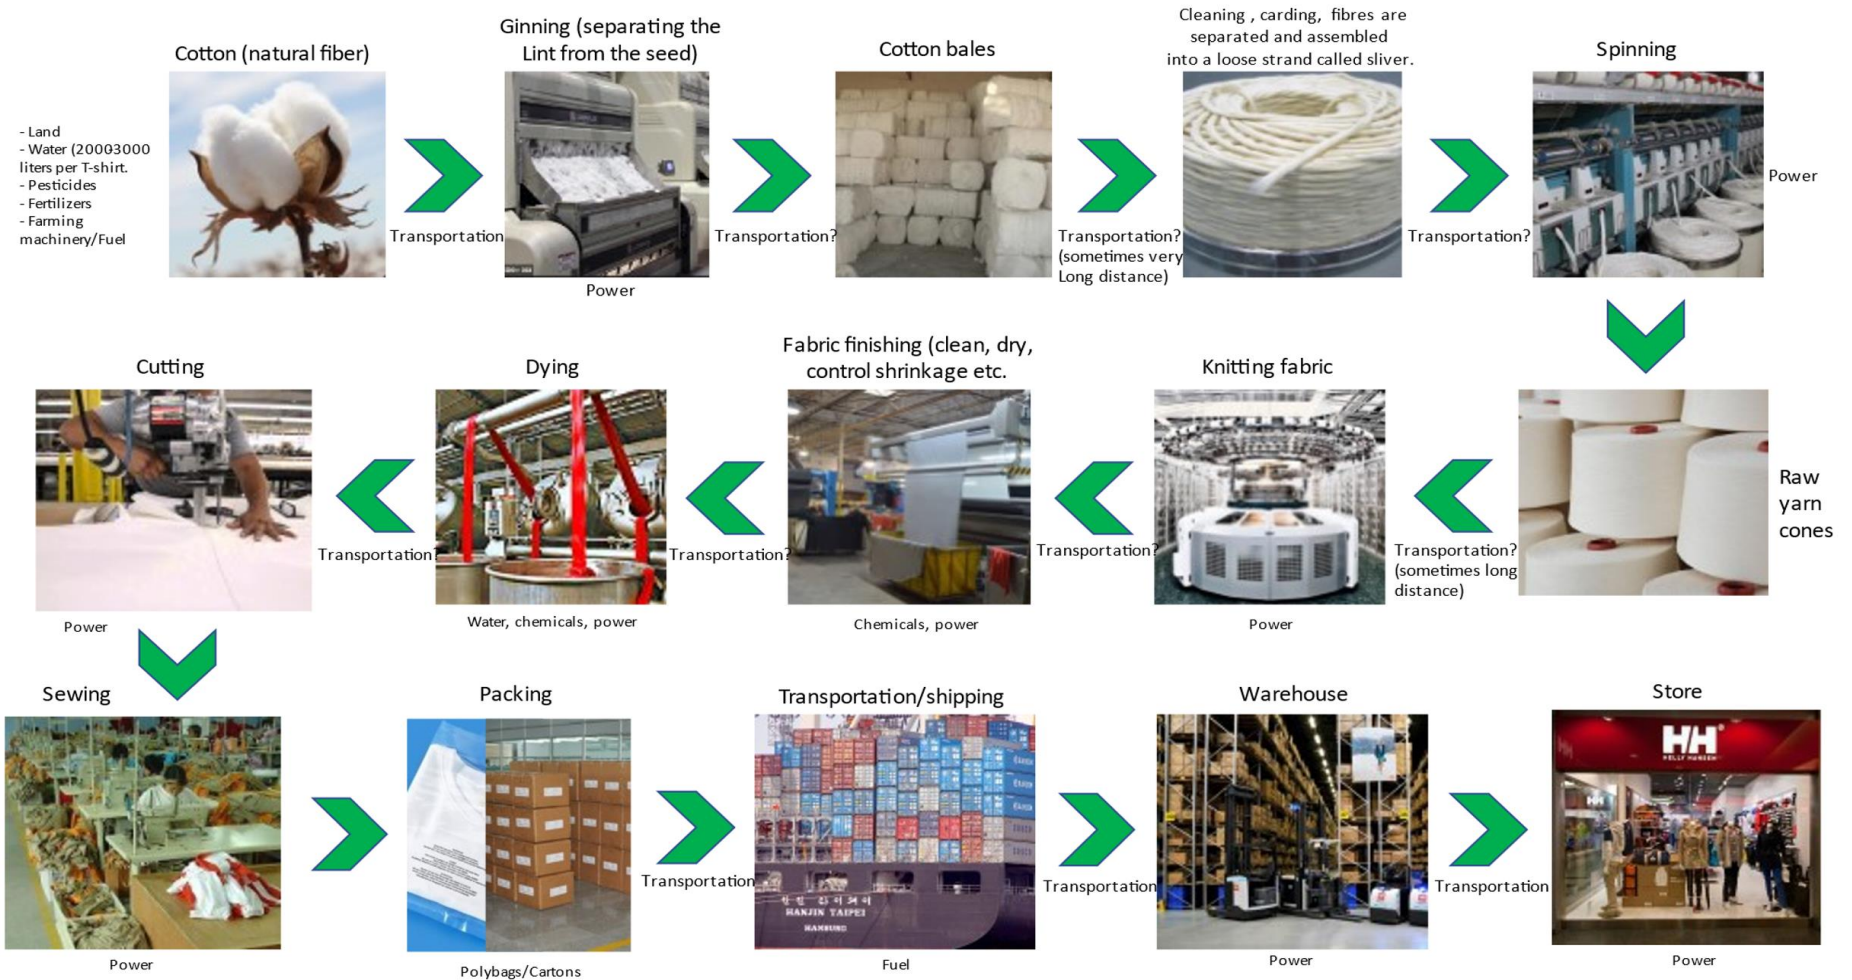 Cotton (natural fiber)
Ginning (separating the
Lint from the seed)
Cotton bales
Cleaning , carding, fibres are
separated and assembled
into a loose strand called sliver.
Spinning
- Land
- Water (20003000
liters per T-shirt.
- Pesticides
- Fertilizers
- Farming
machinery/Fuel
Transportation
Power
Transportation?
Transportation?
(sometimes very
Long distance)
Transportation?
Power
Cutting
Dying
Fabric finishing (clean, dry,
control shrinkage etc.
Knitting fabric
Raw
yarn
cones
Transportation?
Transportation?
Transportation?
Transportation?
(sometimes long
distance)
Power
Water, chemicals, power
Chemicals, power
Power
Sewing
Packing
Transportation/shipping
Warehouse
Store
HH
HELLY HANSEN
HH
HANJIN TAIPEI
HAMBURG
Transportation
Transportation
Transportation
Power
Polybags/Cartons
Fuel
Power
Power